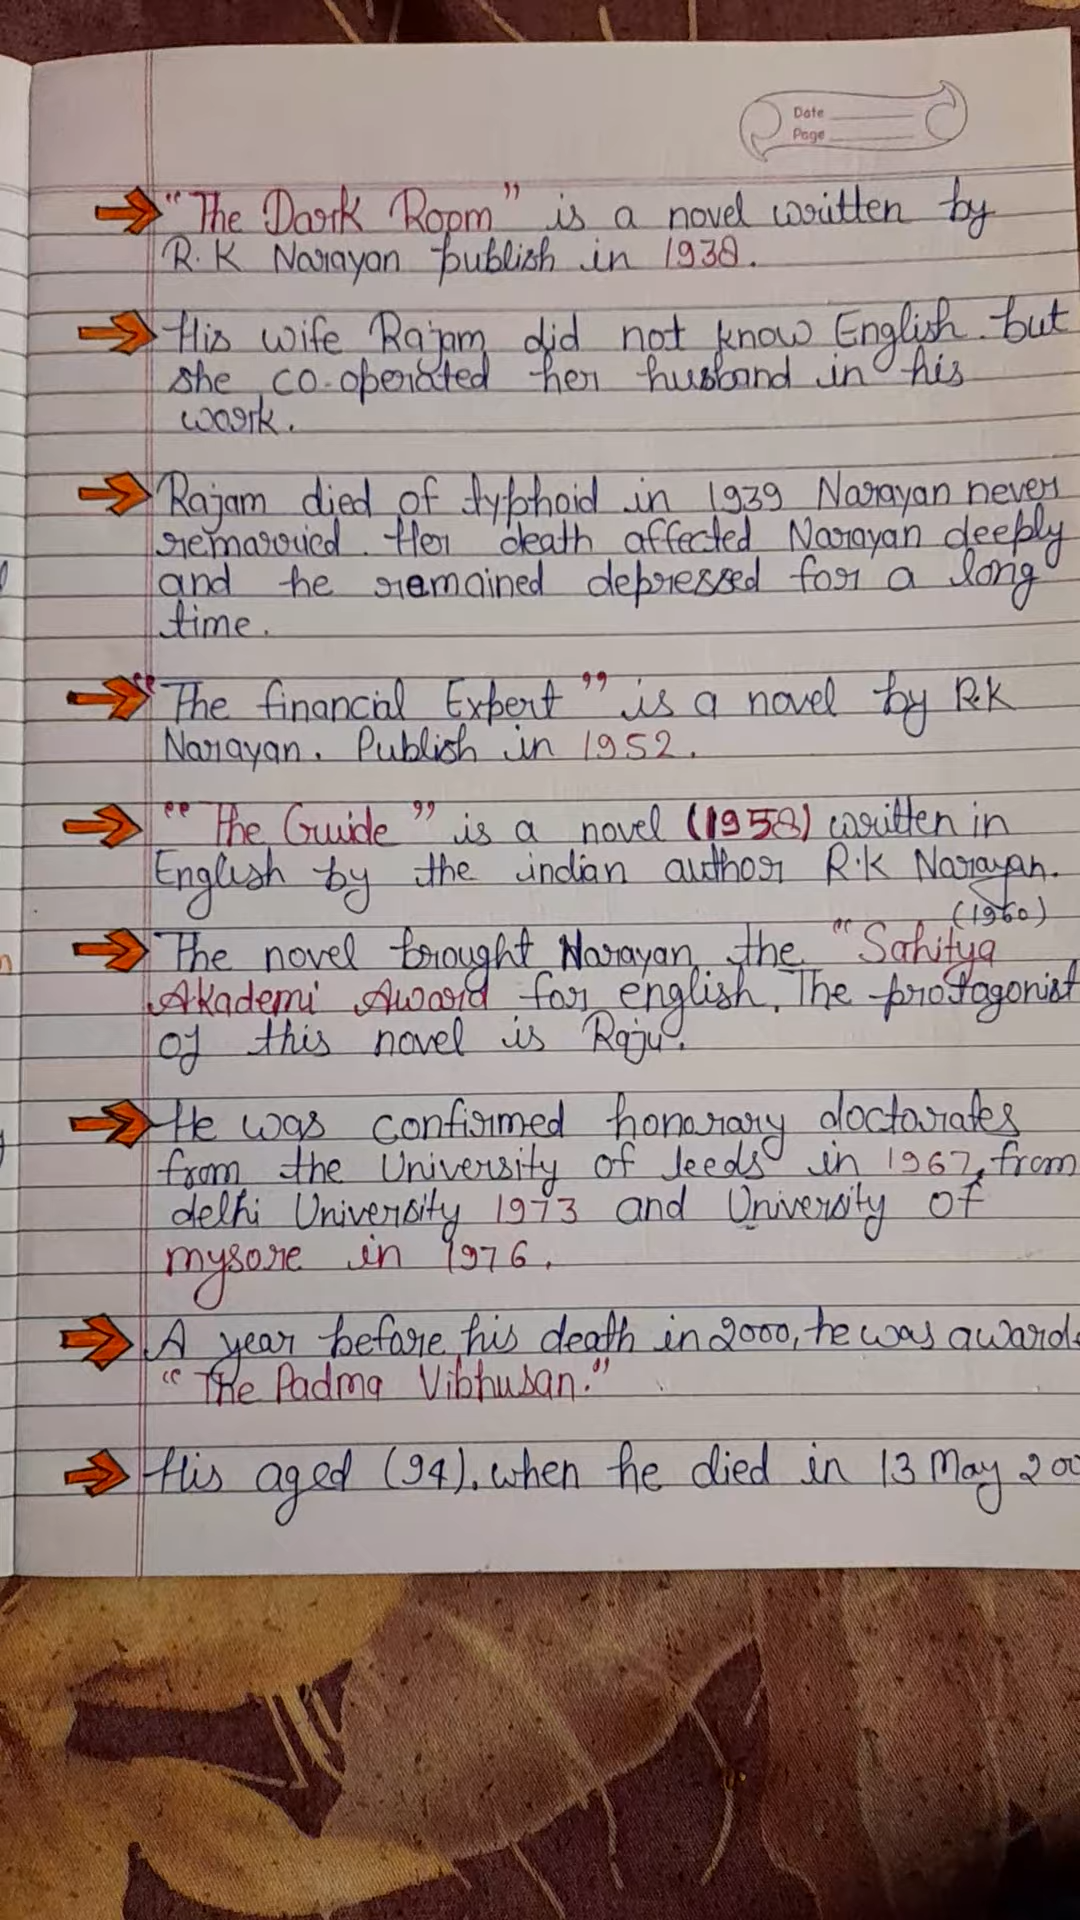 Date
Page
"The Dark Room" is a novel written by
R.K Narayan publish in 1938.
His wife Rajam did not know English. but
she co-operated her husband in his
work.
Rajam died of typhoid in 1939 Narayan never
remarried. Her death affected Narayan deeply
and he remained depressed for a long
time.
"The financial Expert" is a novel by R.K
Narayan. Publish in 1952.
"The Guide" is a novel (1958) written in
English by the indian author R.K Narayan.
(1960)
The novel brought Narayan the "Sahitya
Akademi Award for english. The protagonist
of this novel is Raju.
He was confirmed honorary doctorates
from the University of leeds in 1967, from
delhi University 1973 and University of
mysore in 1976.
A year before his death in 2000, he was award
"The Padma Vibhusan."
His aged (94). when he died in 13 May 200